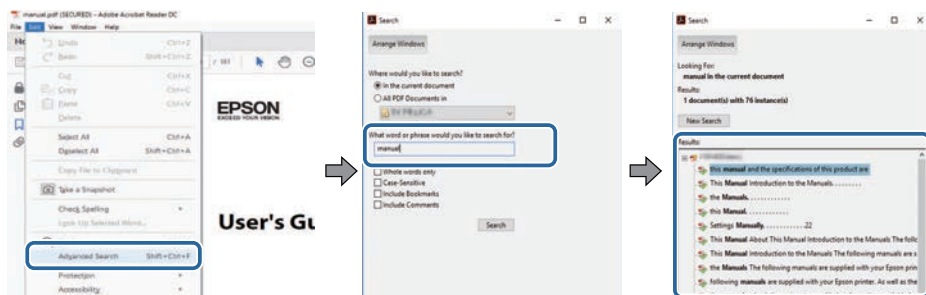 manual.pdf (SECURED) - Adobe Acrobat Reader DC
File Edit View Window Help
Undo Ctrl+Z
Redo Shift+Ctrl+Z
Cut Ctrl+X
Copy Ctrl+C
Paste Ctrl+V
Delete
Select All Ctrl+A
Deselect All Shift+Ctrl+A
Copy File to Clipboard
Take a Snapshot
Check Spelling
Look Up Selected Word...
Advanced Search Shift+Ctrl+F
Protection
Accessibility
/ 161
EPSON
EXCEED YOUR VISION
User's Gu
Search
Arrange Windows
Where would you like to search?
In the current document
All PDF Documents in
What word or phrase would you like to search for?
manual
Whole words only
Case-Sensitive
Include Bookmarks
Include Comments
Search
Search
Arrange Windows
Looking For:
manual in the current document
Results:
1 document(s) with 76 instance(s)
New Search
Results:
this manual and the specifications of this product are
This Manual Introduction to the Manuals.........
the Manuals.............
this Manual.............
Settings Manually.............22
This Manual About This Manual Introduction to the Manuals The follo
This Manual Introduction to the Manuals The following manuals are s
the Manuals The following manuals are supplied with your Epson prin
following manuals are supplied with your Epson printer. As well as the